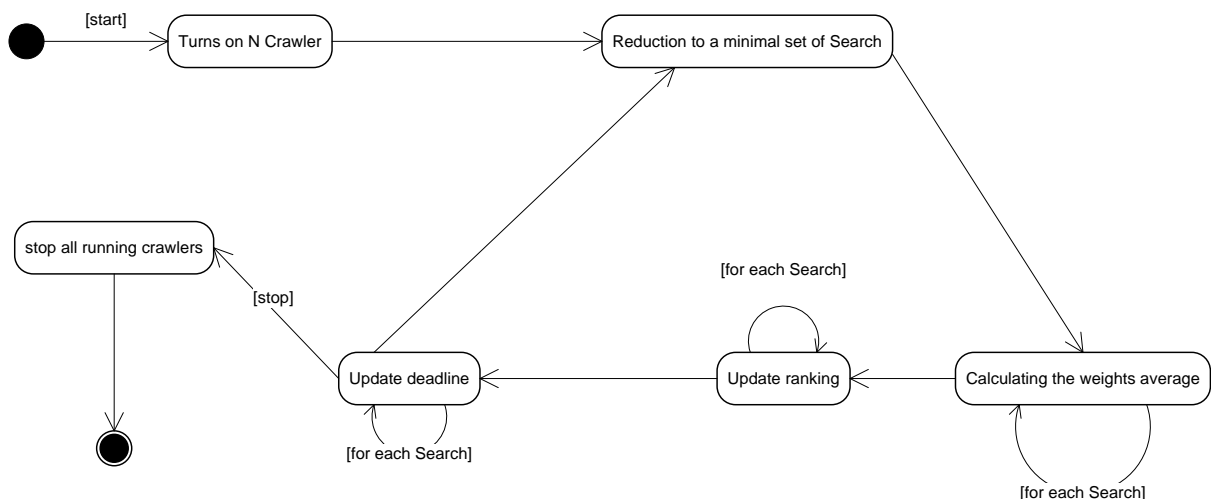 [start]
Turns on N Crawler
Reduction to a minimal set of Search
stop all running crawlers
[for each Search]
[stop]
Update deadline
Update ranking
Calculating the weights average
[for each Search]
[for each Search]